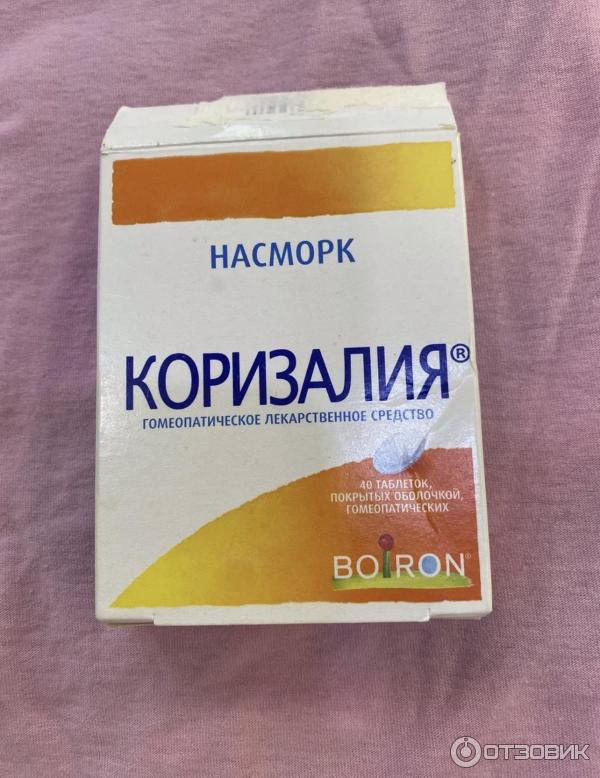 НАСМОРК
КОРИЗАЛИЯ®
ГОМЕОПАТИЧЕСКОЕ ЛЕКАРСТВЕННОЕ СРЕДСТВО
40 ТАБЛЕТОК,
ПОКРЫТЫХ ОБОЛОЧКОЙ,
ГОМЕОПАТИЧЕСКИХ
BOIRON®
ОТЗОВИК